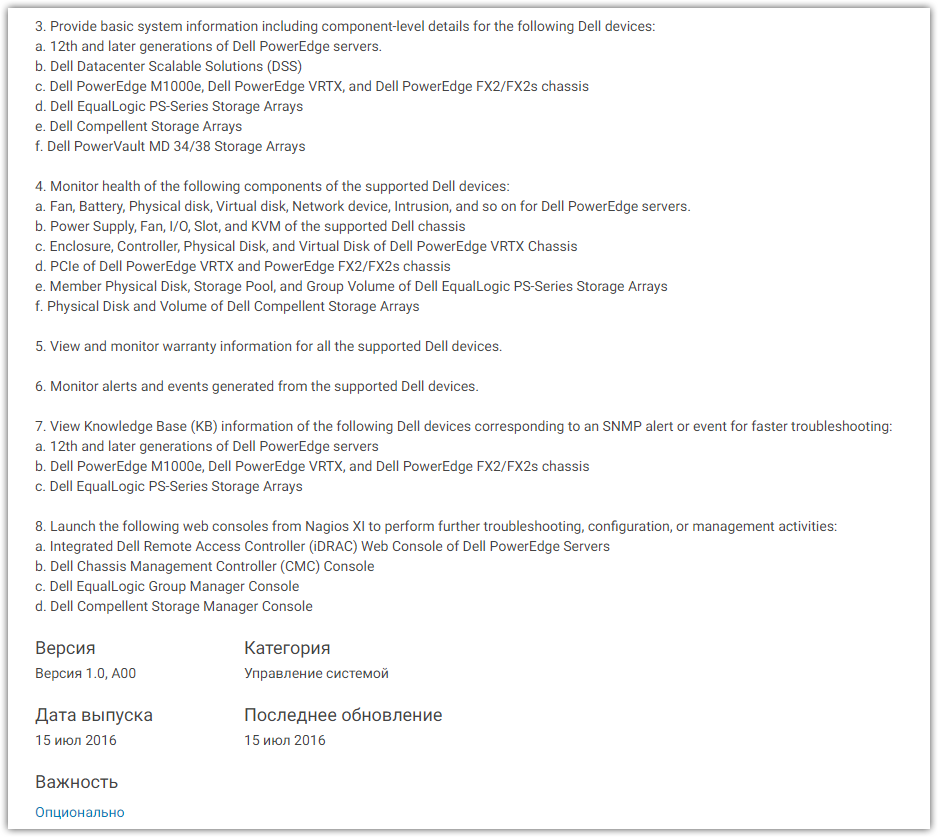 3. Provide basic system information including component-level details for the following Dell devices:
a. 12th and later generations of Dell PowerEdge servers.
b. Dell Datacenter Scalable Solutions (DSS)
c. Dell PowerEdge M1000e, Dell PowerEdge VRTX, and Dell PowerEdge FX2/FX2s chassis
d. Dell EqualLogic PS-Series Storage Arrays
e. Dell Compellent Storage Arrays
f. Dell PowerVault MD 34/38 Storage Arrays
4. Monitor health of the following components of the supported Dell devices:
a. Fan, Battery, Physical disk, Virtual disk, Network device, Intrusion, and so on for Dell PowerEdge servers.
b. Power Supply, Fan, I/O, Slot, and KVM of the supported Dell chassis
c. Enclosure, Controller, Physical Disk, and Virtual Disk of Dell PowerEdge VRTX Chassis
d. PCIe of Dell PowerEdge VRTX and PowerEdge FX2/FX2s chassis
e. Member Physical Disk, Storage Pool, and Group Volume of Dell EqualLogic PS-Series Storage Arrays
f. Physical Disk and Volume of Dell Compellent Storage Arrays
5. View and monitor warranty information for all the supported Dell devices.
6. Monitor alerts and events generated from the supported Dell devices.
7. View Knowledge Base (KB) information of the following Dell devices corresponding to an SNMP alert or event for faster troubleshooting:
a. 12th and later generations of Dell PowerEdge servers
b. Dell PowerEdge M1000e, Dell PowerEdge VRTX, and Dell PowerEdge FX2/FX2s chassis
c. Dell EqualLogic PS-Series Storage Arrays
8. Launch the following web consoles from Nagios XI to perform further troubleshooting, configuration, or management activities:
a. Integrated Dell Remote Access Controller (iDRAC) Web Console of Dell PowerEdge Servers
b. Dell Chassis Management Controller (CMC) Console
c. Dell EqualLogic Group Manager Console
d. Dell Compellent Storage Manager Console
Версия Категория
Версия 1.0, A00 Управление системой
Дата выпуска Последнее обновление
15 июл 2016 15 июл 2016
Важность
Опционально